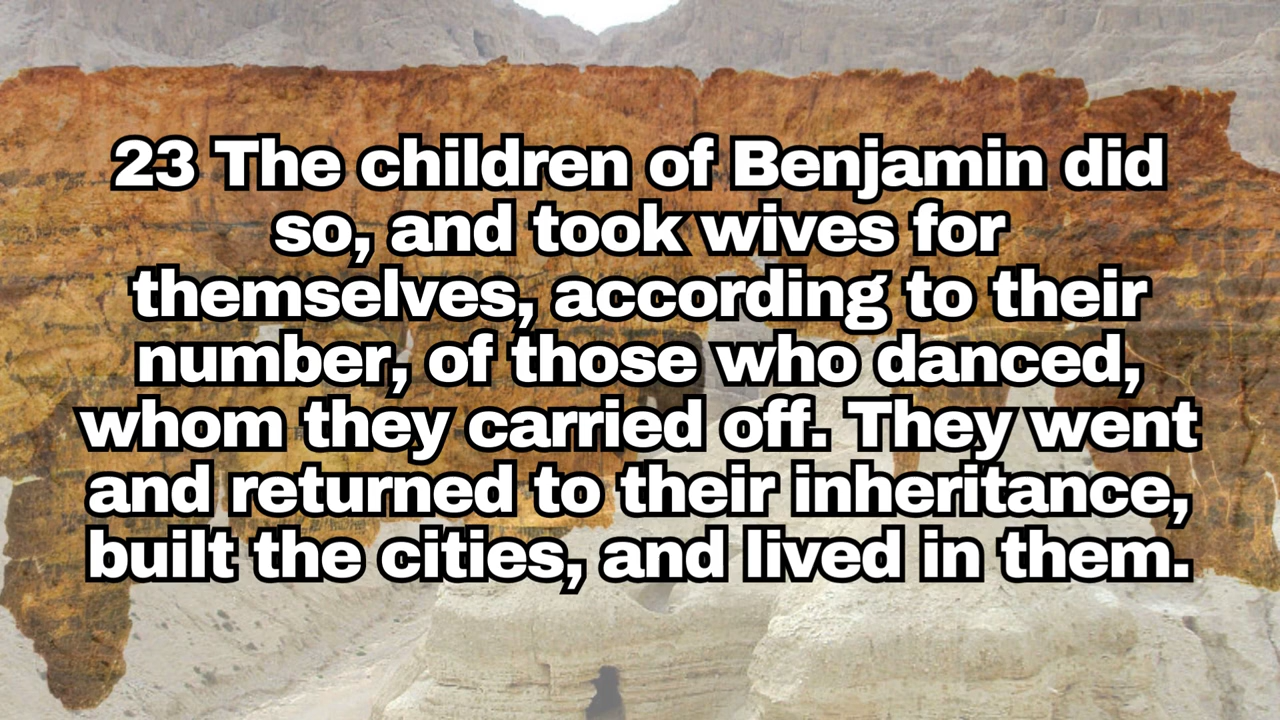 23 The children of Benjamin did
so, and took wives for
themselves, according to their
number, of those who danced,
whom they carried off. They went
and returned to their inheritance,
built the cities, and lived in them.